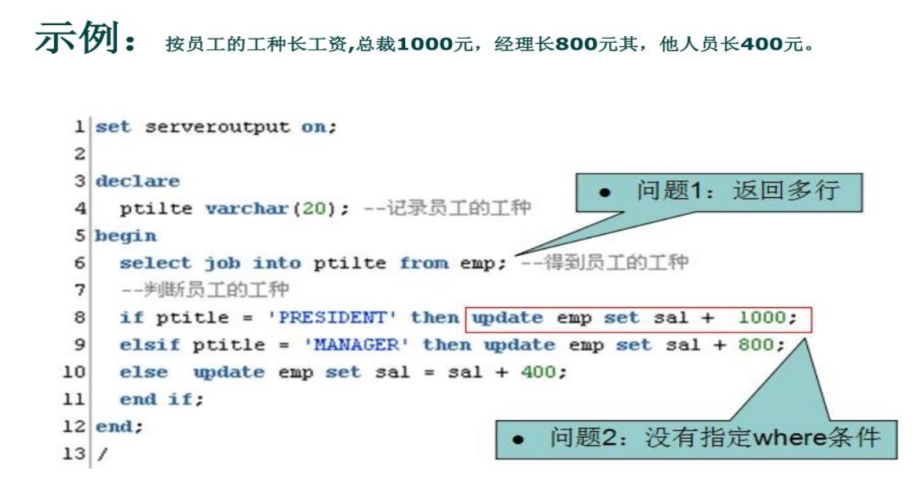 示例： 按员工的工种长工资,总裁1000元，经理长800元其，他人员长400元。
1 set serveroutput on;
2
3 declare
● 问题1：返回多行
4 ptilte varchar(20); --记录员工的工种
5 begin
6 select job into ptilte from emp; --得到员工的工种
7 --判断员工的工种
8 if ptitle = 'PRESIDENT' then update emp set sal + 1000;
9 elsif ptitle = 'MANAGER' then update emp set sal + 800;
10 else update emp set sal = sal + 400;
11 end if;
12 end;
● 问题2：没有指定where条件
13 /